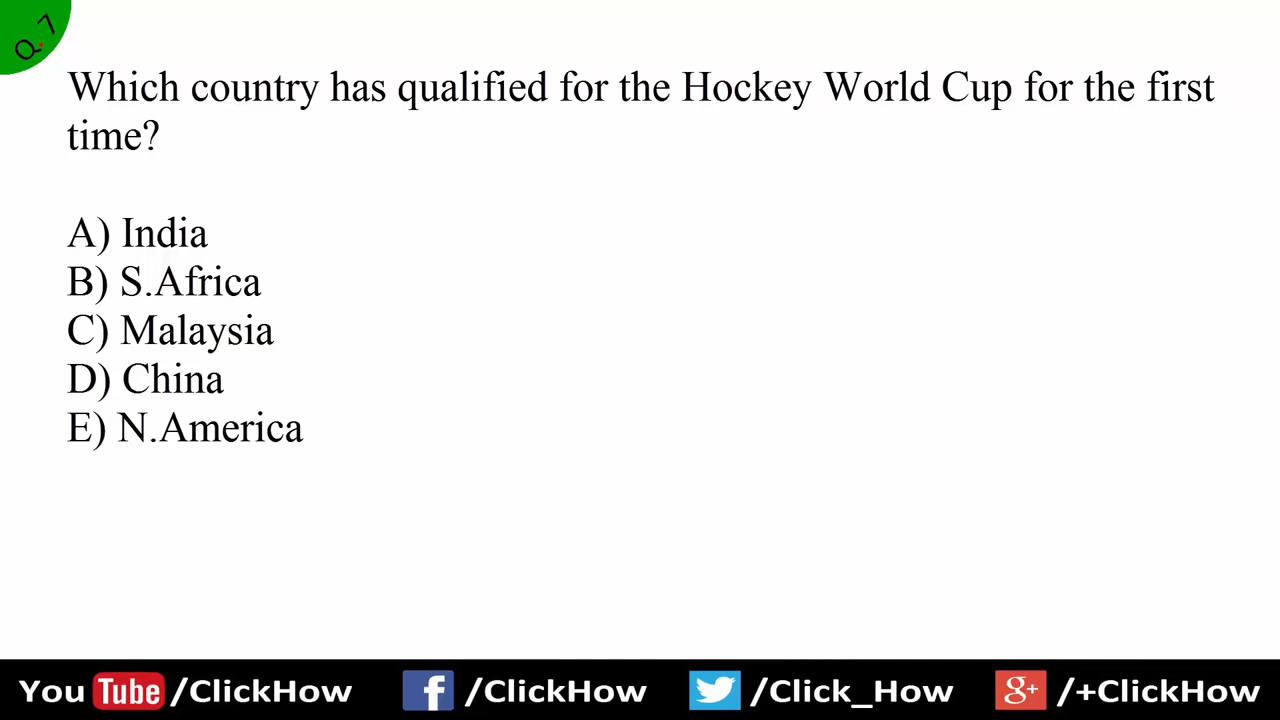 Q.7
Which country has qualified for the Hockey World Cup for the first
time?
A) India
B) S.Africa
C) Malaysia
D) China
E) N.America
You Tube /ClickHow f /ClickHow /Click_How g+ /+ClickHow